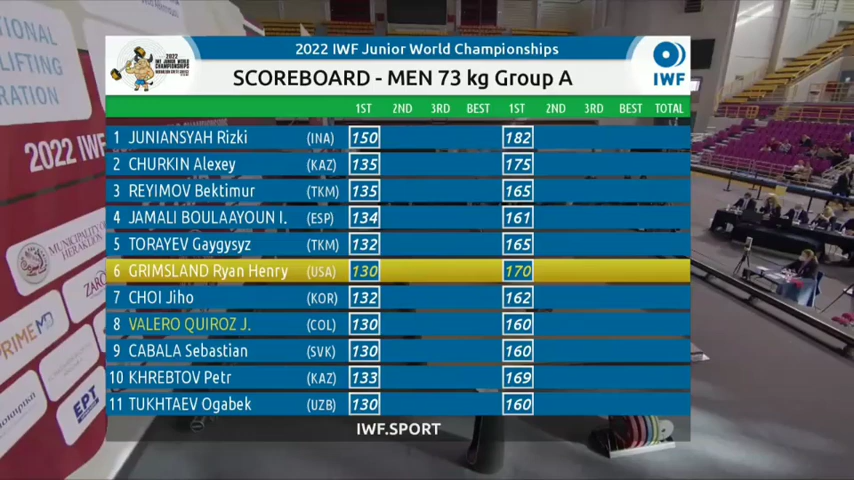 2022 IWF Junior World Championships
SCOREBOARD - MEN 73 kg Group A
IWF
1ST 2ND 3RD BEST 1ST 2ND 3RD BEST TOTAL
1 JUNIANSYAH Rizki (INA) 150 182
2 CHURKIN Alexey (KAZ) 135 175
3 REYIMOV Bektimur (TKM) 135 165
4 JAMALI BOULAAYOUN I. (ESP) 134 161
5 TORAYEV Gaygysyz (TKM) 132 165
6 GRIMSLAND Ryan Henry (USA) 130 170
7 CHOI Jiho (KOR) 132 162
8 VALERO QUIROZ J. (COL) 130 160
9 CABALA Sebastian (SVK) 130 160
10 KHREBTOV Petr (KAZ) 133 169
11 TUKHTAEV Ogabek (UZB) 130 160
IWF.SPORT
2022 IWF
MUNICIPALITY
HERAKLION
PRIMEMD
ΕΡΤ